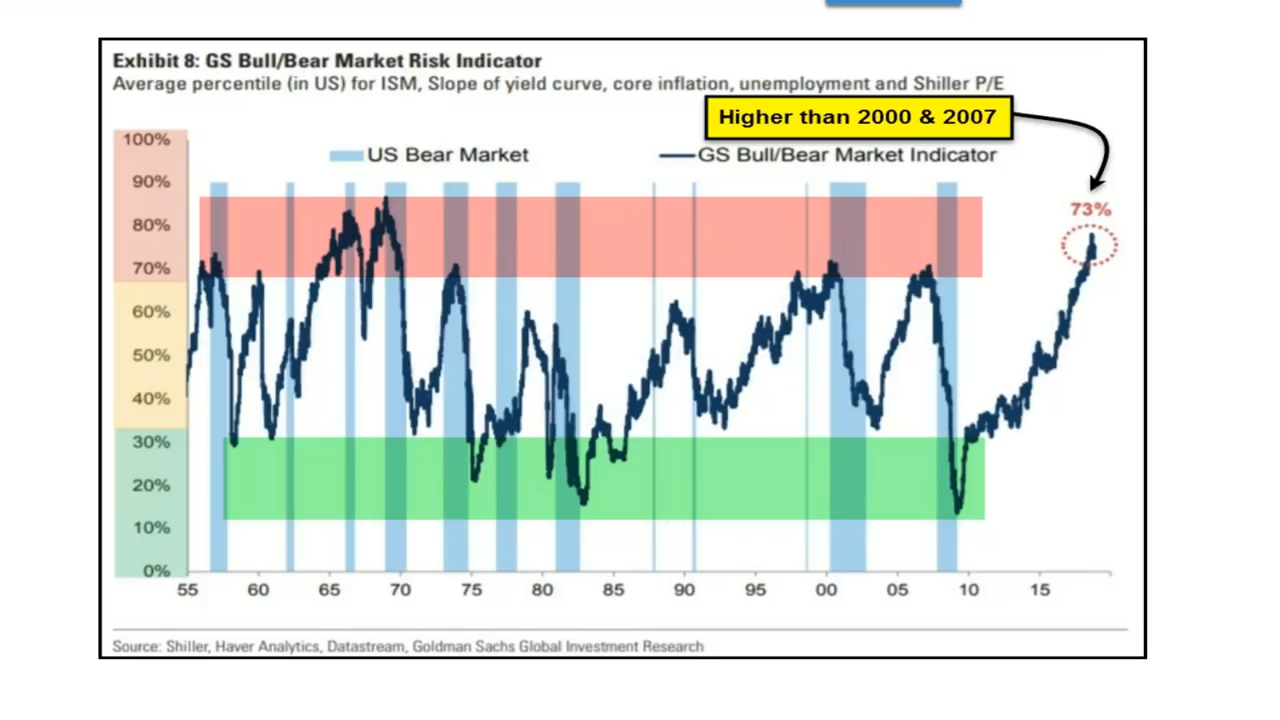 Exhibit 8: GS Bull/Bear Market Risk Indicator
Average percentile (in US) for ISM, Slope of yield curve, core inflation, unemployment and Shiller P/E
Higher than 2000 & 2007
US Bear Market
GS Bull/Bear Market Indicator
73%
100%
90%
80%
70%
60%
50%
40%
30%
20%
10%
0%
55 60 65 70 75 80 85 90 95 00 05 10 15
Source: Shiller, Haver Analytics, Datastream, Goldman Sachs Global Investment Research